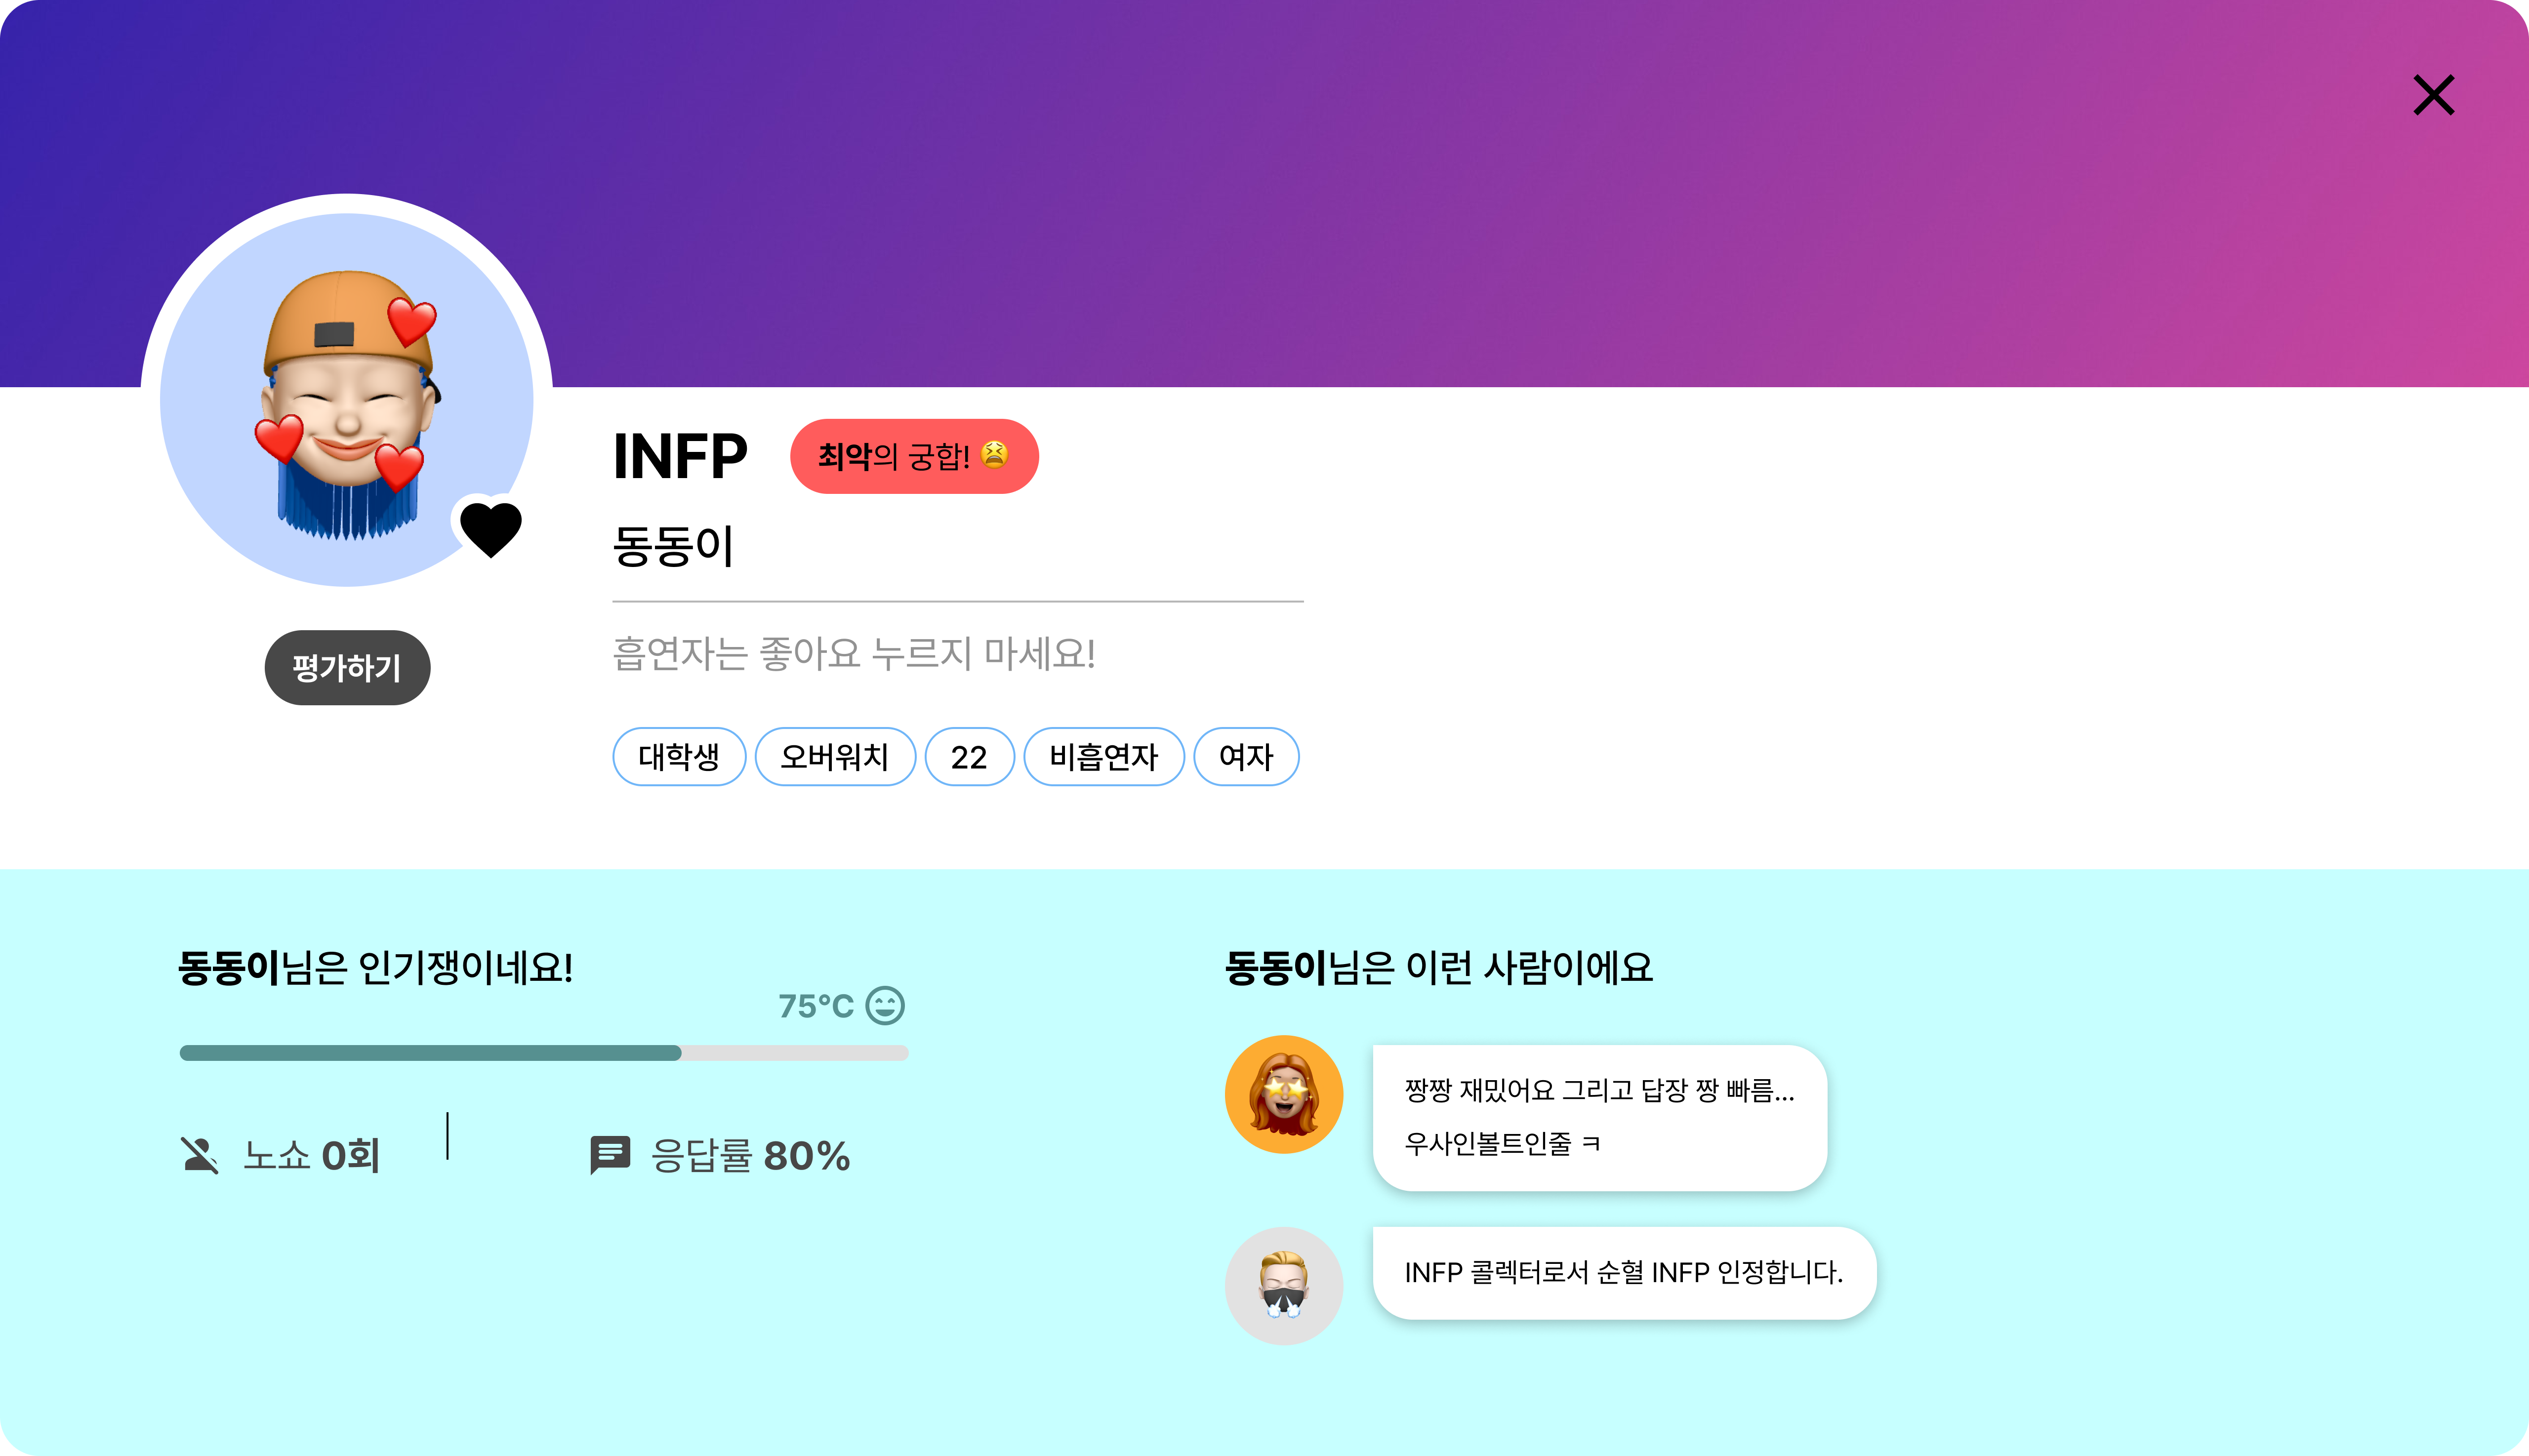 INFP
최악의 궁합! 😫
동동이
흡연자는 좋아요 누르지 마세요!
평가하기
대학생
오버워치
22
비흡연자
여자
동동이님은 인기쟁이네요!
75°C
노쇼 0회
응답률 80%
동동이님은 이런 사람이에요
짱짱 재밌어요 그리고 답장 짱 빠름...
우사인볼트인줄 ㅋ
INFP 콜렉터로서 순혈 INFP 인정합니다.